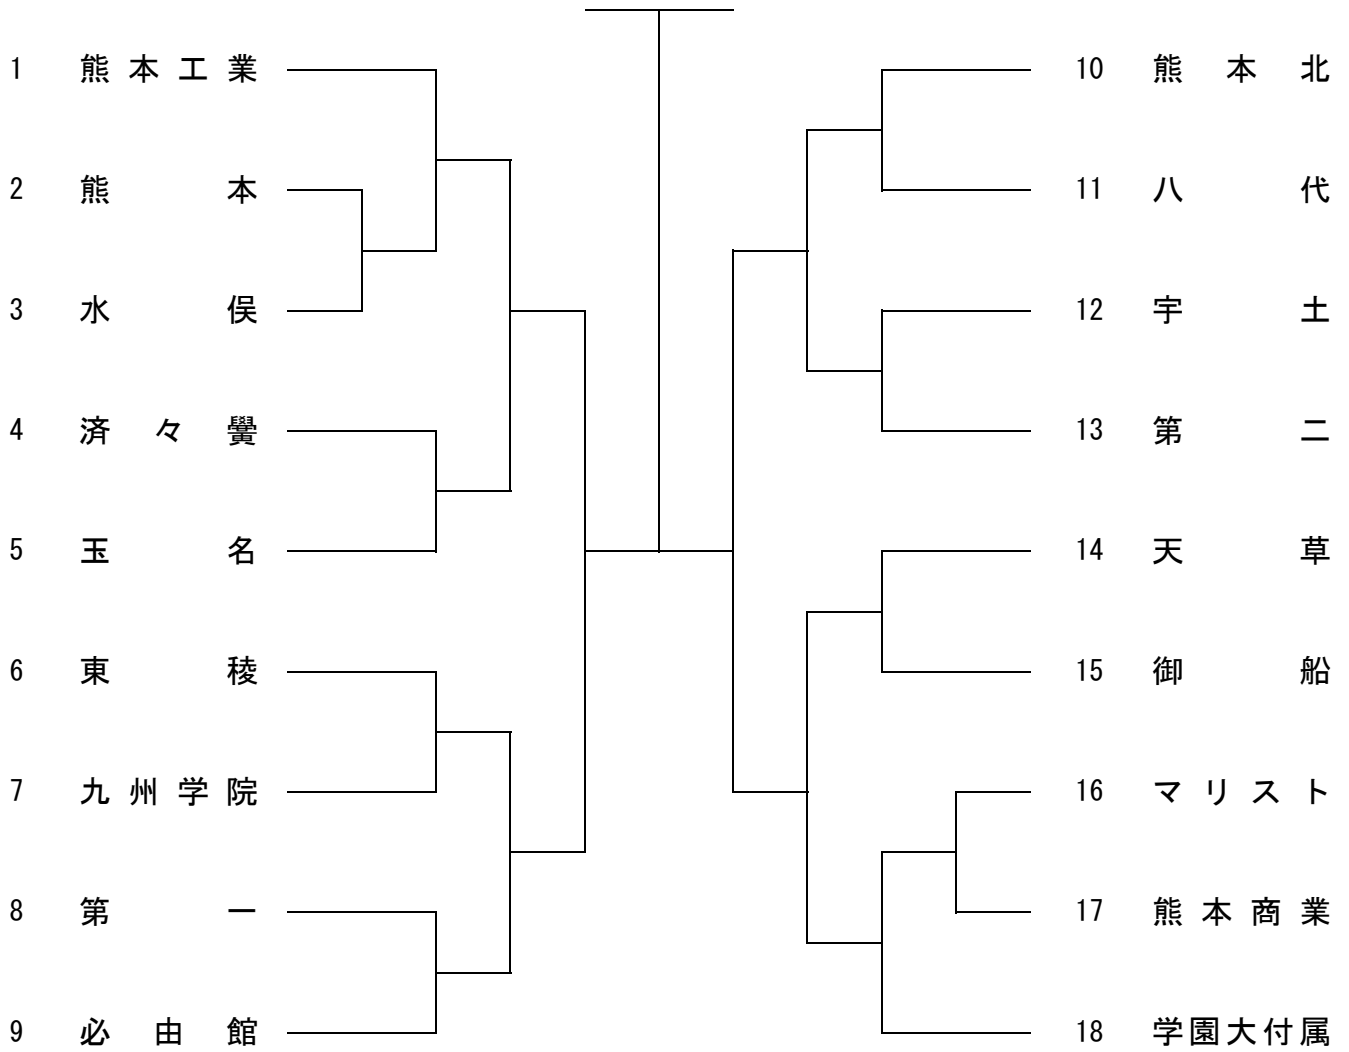 1 熊本工業
2 熊本
3 水俣
4 済々黌
5 玉名
6 東稜
7 九州学院
8 第一
9 必由館
10 熊本北
11 八代
12 宇土
13 第二
14 天草
15 御船
16 マリスト
17 熊本商業
18 学園大付属